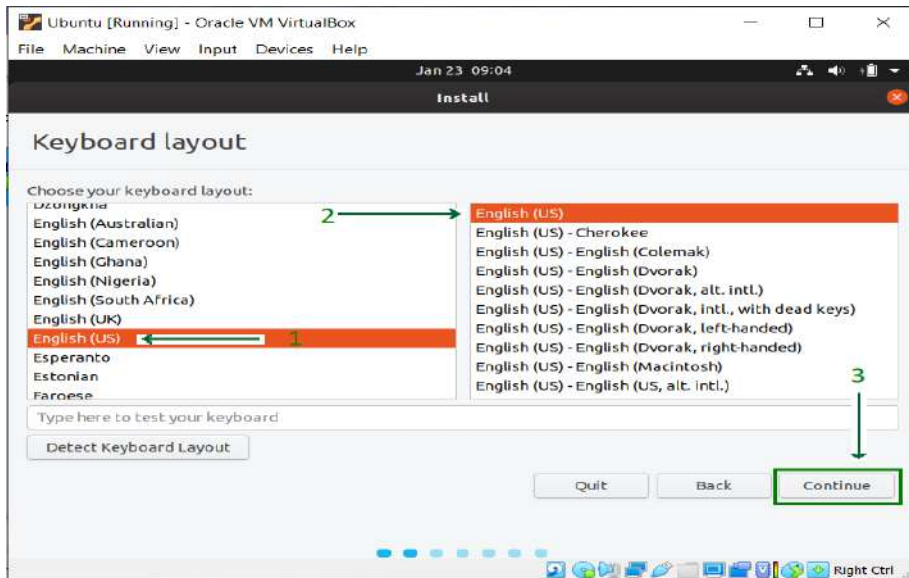 Ubuntu [Running] - Oracle VM VirtualBox
File Machine View Input Devices Help
Jan 23 09:04
Install
Keyboard layout
Choose your keyboard layout:
Dzongkha
English (Australian)
English (Cameroon)
English (Ghana)
English (Nigeria)
English (South Africa)
English (UK)
English (US)
1
Esperanto
Estonian
Faroese
2
English (US)
English (US) - Cherokee
English (US) - English (Colemak)
English (US) - English (Dvorak)
English (US) - English (Dvorak, alt. intl.)
English (US) - English (Dvorak, intl., with dead keys)
English (US) - English (Dvorak, left-handed)
English (US) - English (Dvorak, right-handed)
English (US) - English (Macintosh)
English (US) - English (US, alt. intl.)
3
Type here to test your keyboard
Detect Keyboard Layout
Quit Back Continue
Right Ctrl